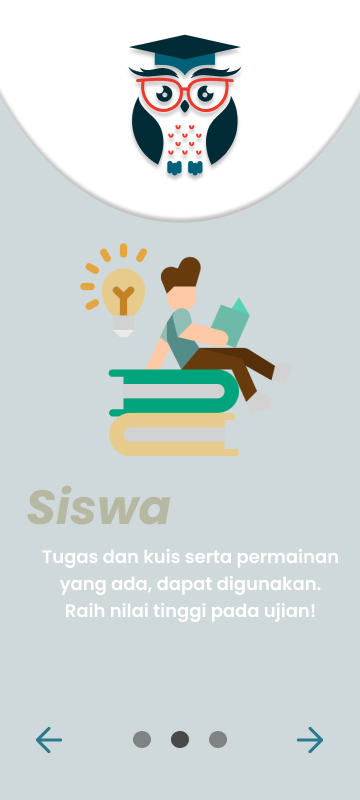 Siswa
Tugas dan kuis serta permainan
yang ada, dapat digunakan.
Raih nilai tinggi pada ujian!